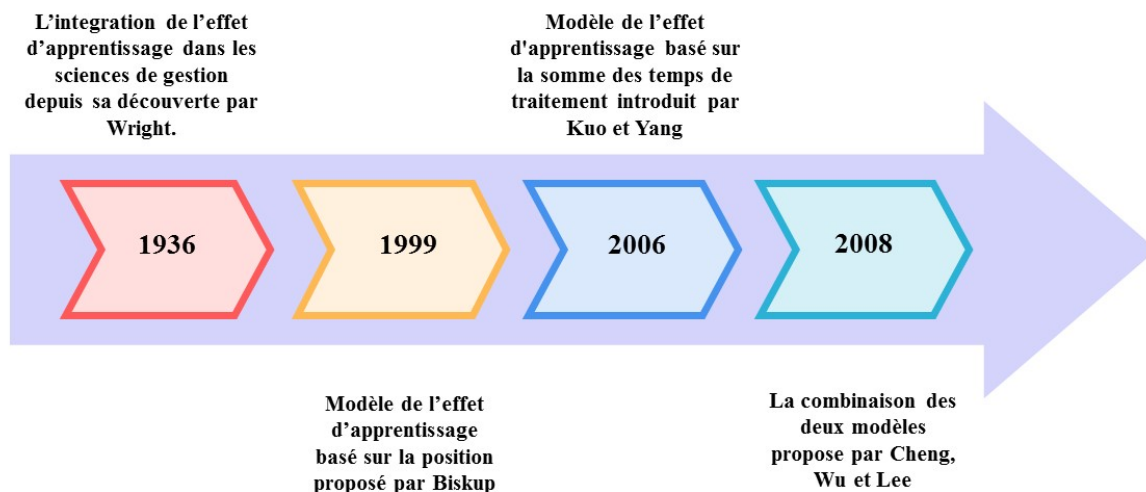 L’integration de l’effet
d’apprentissage dans les
sciences de gestion
depuis sa découverte par
Wright.
Modèle de l’effet
d'apprentissage basé sur
la somme des temps de
traitement introduit par
Kuo et Yang
1936
1999
2006
2008
Modèle de l’effet
d’apprentissage
basé sur la position
proposé par Biskup
La combinaison des
deux modèles
propose par Cheng,
Wu et Lee